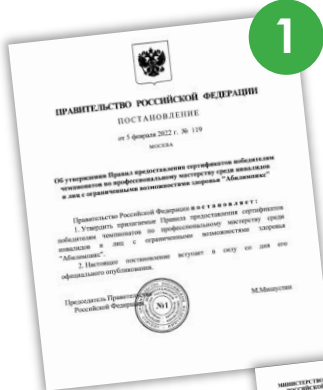 1
ПРАВИТЕЛЬСТВО РОССИЙСКОЙ ФЕДЕРАЦИИ
ПОСТАНОВЛЕНИЕ
от 5 февраля 2022 г. № 119
МОСКВА
Об утверждении Правил предоставления сертификатов победителям
чемпионатов по профессиональному мастерству среди инвалидов
и лиц с ограниченными возможностями здоровья "Абилимпикс"
Правительство Российской Федерации постановляет:
1. Утвердить прилагаемые Правила предоставления сертификатов
победителям чемпионатов по профессиональному мастерству среди
инвалидов и лиц с ограниченными возможностями здоровья
"Абилимпикс".
2. Настоящее постановление вступает в силу со дня его
официального опубликования.
Председатель Правительства
Российской Федерации
М.Мишустин
№1
МИНИСТЕРСТВО
РОССИЙСКОЙ